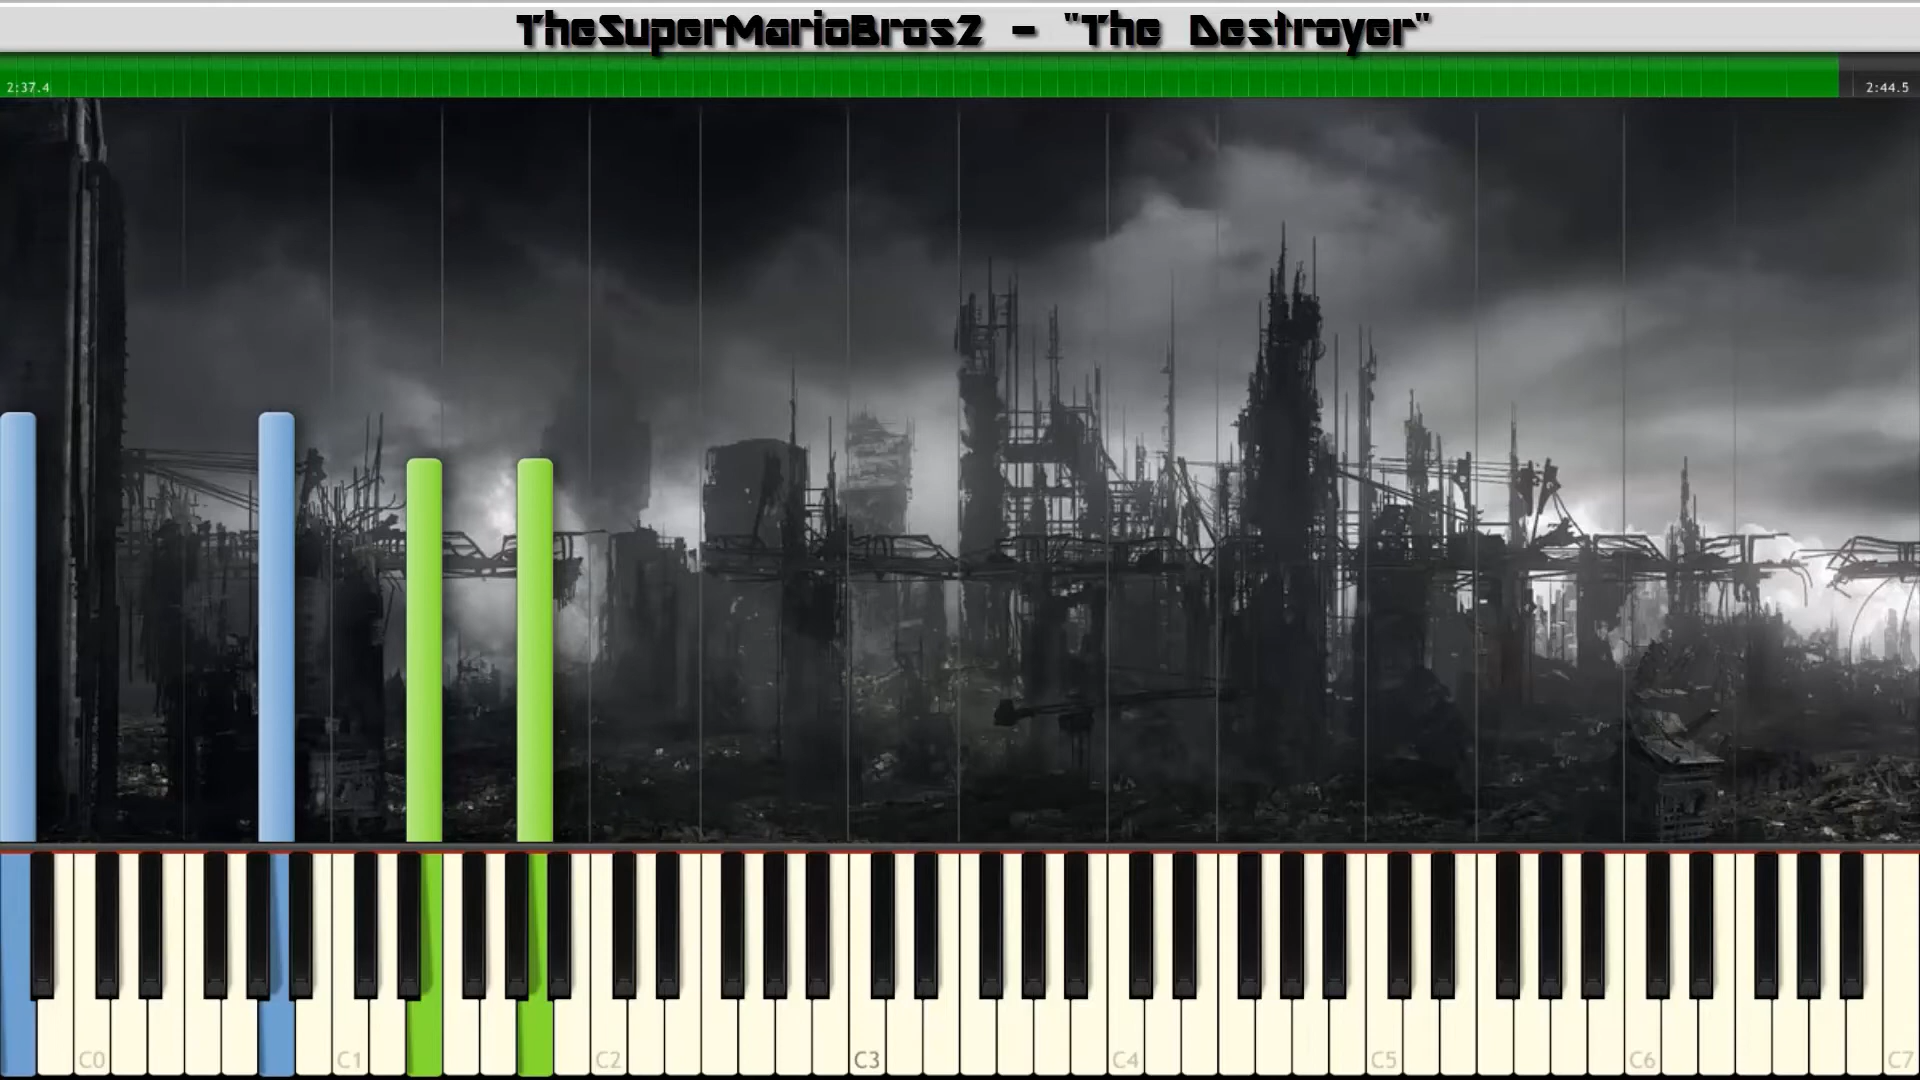 TheSuperMarioBros2 - "The Destroyer"
2:37.4 2:44.5
C0 C1 C2 C3 C4 C5 C6 C7